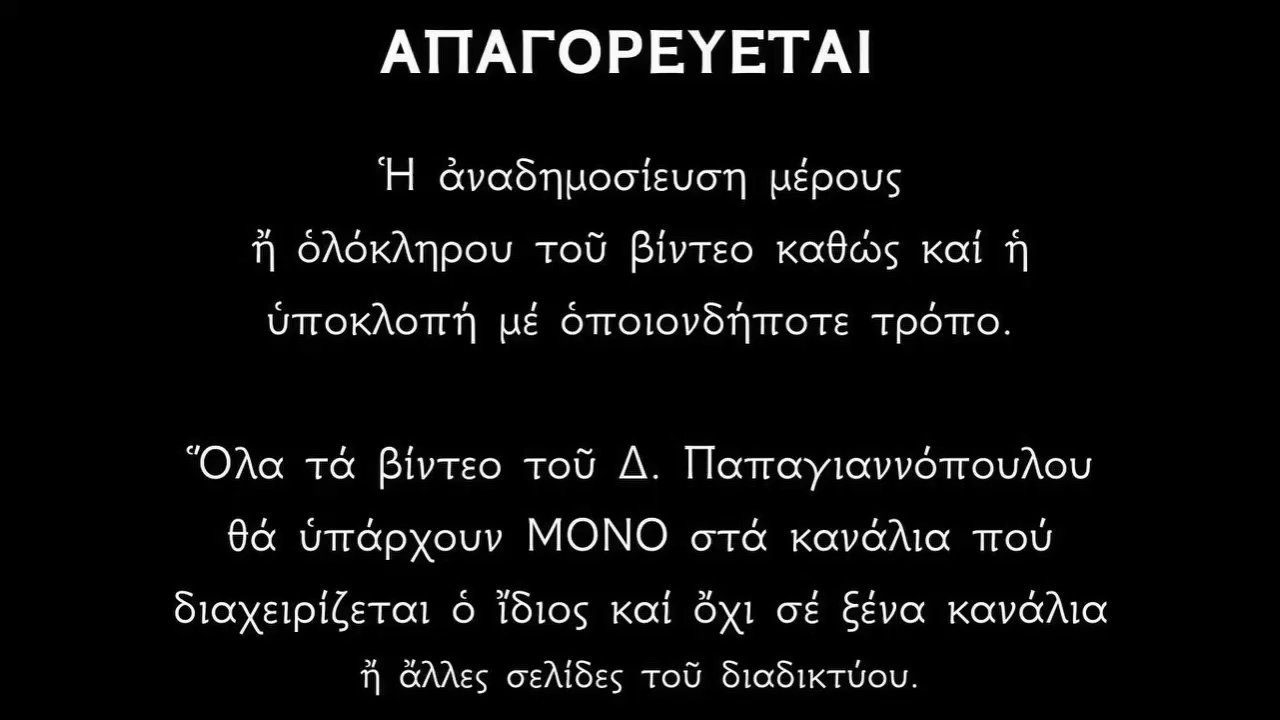 ΑΠΑΓΟΡΕΥΕΤΑΙ
Ἡ ἀναδημοσίευση μέρους
ἤ ὁλόκληρου τοῦ βίντεο καθώς καί ἡ
ὑποκλοπή μέ ὁποιονδήποτε τρόπο.
Ὅλα τά βίντεο τοῦ Δ. Παπαγιαννόπουλου
θά ὑπάρχουν ΜΟΝΟ στά κανάλια πού
διαχειρίζεται ὁ ἴδιος καί ὄχι σέ ξένα κανάλια
ἤ ἄλλες σελίδες τοῦ διαδικτύου.